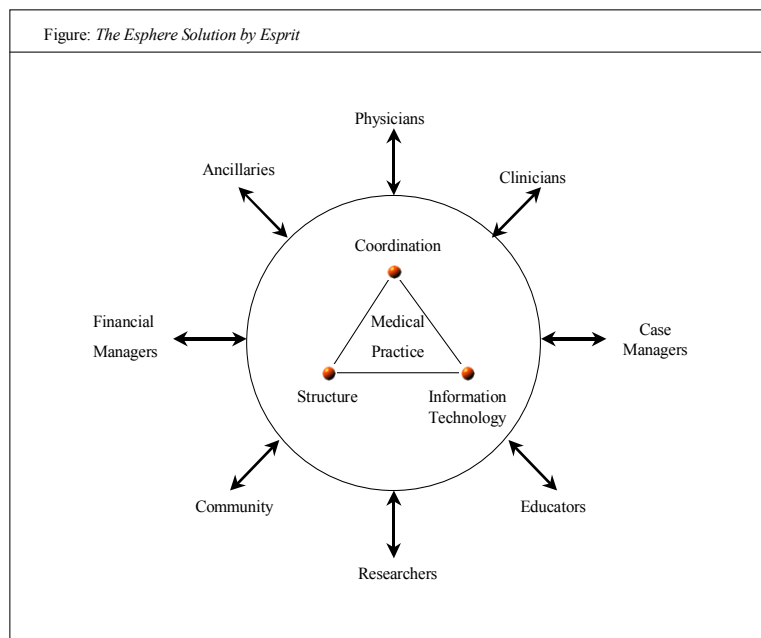 Figure: The Esphere Solution by Esprit
Physicians
Ancillaries
Clinicians
Coordination
Financial
Managers
Medical
Practice
Case
Managers
Structure
Information
Technology
Community
Educators
Researchers